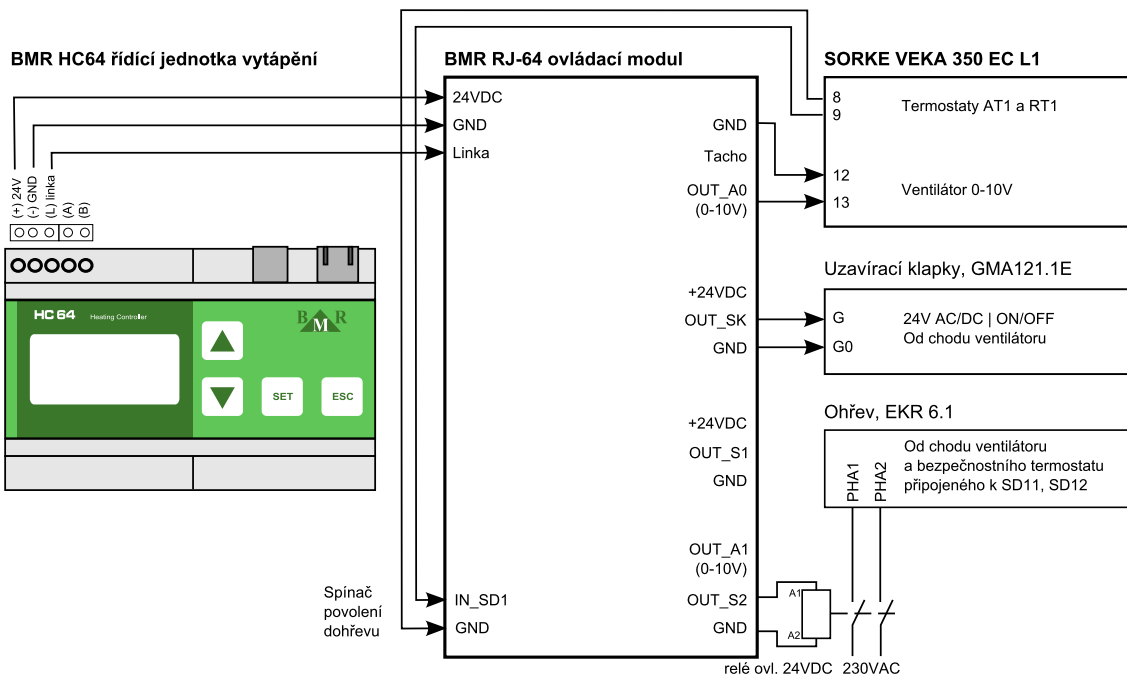 BMR HC64 řídící jednotka vytápění
(+) 24V
(-) GND
(L) linka
(A)
(B)
HC 64 Heating Controller
B M R
SET
ESC
BMR RJ-64 ovládací modul
24VDC
GND
Linka
GND
Tacho
OUT_A0
(0-10V)
+24VDC
OUT_SK
GND
+24VDC
OUT_S1
GND
OUT_A1
(0-10V)
OUT_S2
GND
Spínač
povolení
dohřevu
IN_SD1
GND
SORKE VEKA 350 EC L1
8
9
Termostaty AT1 a RT1
12
13
Ventilátor 0-10V
Uzavírací klapky, GMA121.1E
G
G0
24V AC/DC | ON/OFF
Od chodu ventilátoru
Ohřev, EKR 6.1
PHA1
PHA2
Od chodu ventilátoru
a bezpečnostního termostatu
připojeného k SD11, SD12
A1
A2
relé ovl. 24VDC
230VAC